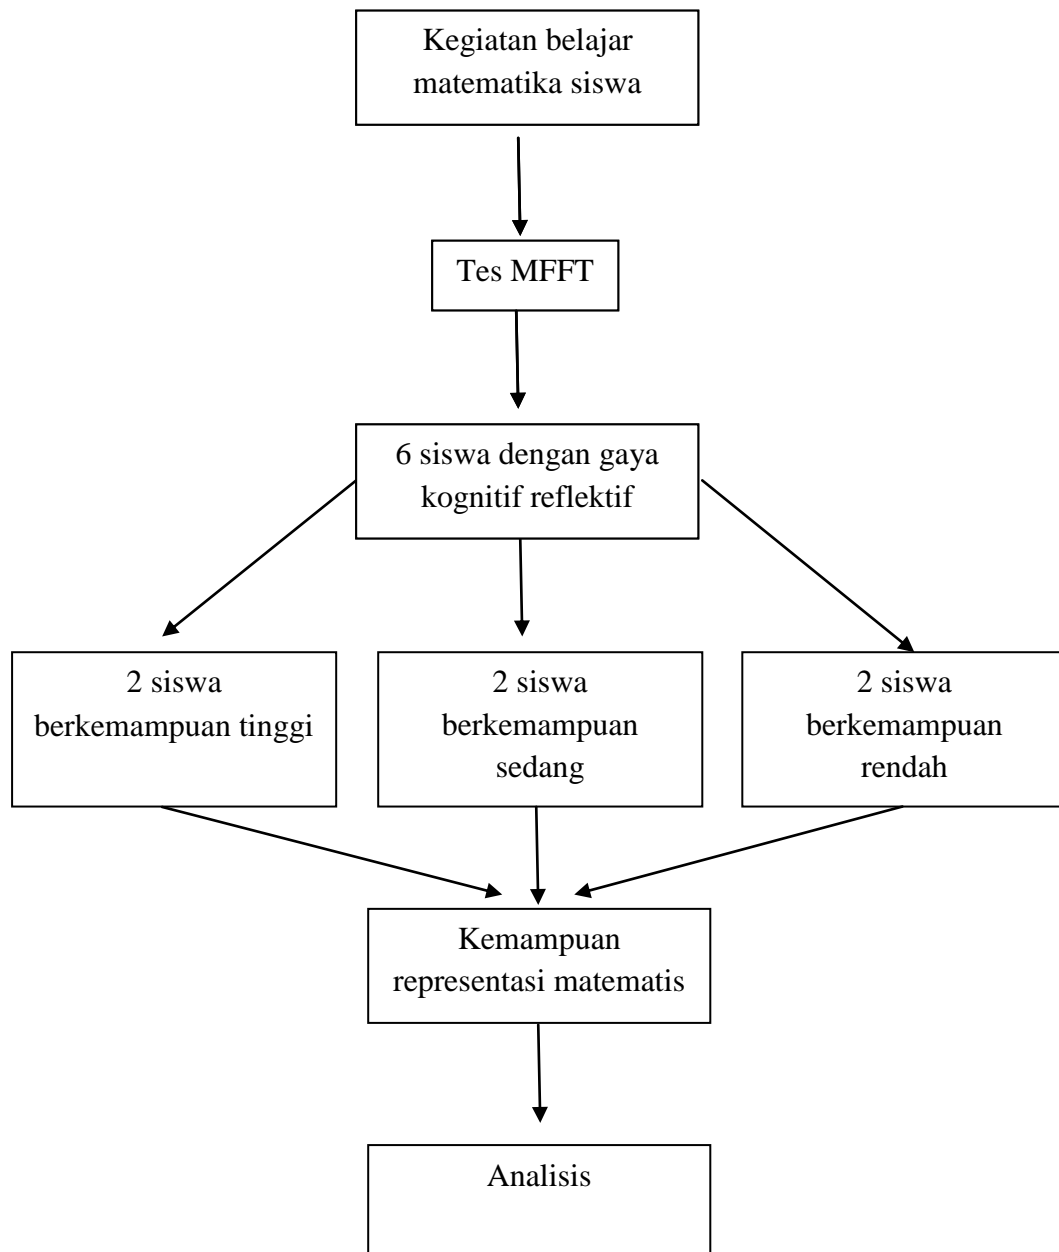 Kegiatan belajar
matematika siswa
Tes MFFT
6 siswa dengan gaya
kognitif reflektif
2 siswa
berkemampuan tinggi
2 siswa
berkemampuan
sedang
2 siswa
berkemampuan
rendah
Kemampuan
representasi matematis
Analisis